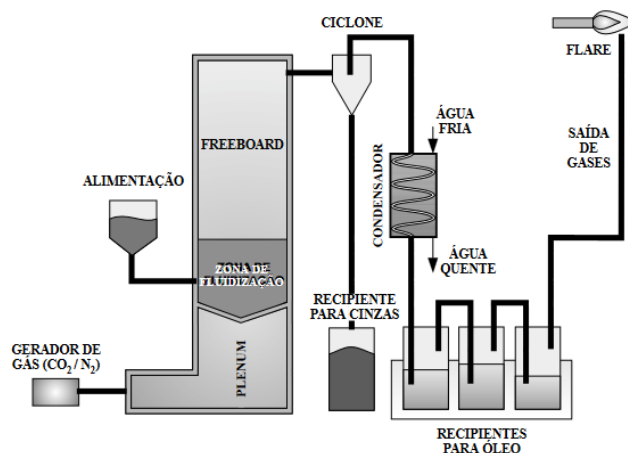 CICLONE
FLARE
FREEBOARD
ÁGUA
FRIA
SAÍDA
DE
GASES
CONDENSADOR
ALIMENTAÇÃO
ZONA DE
FLUIDIZAÇÃO
ÁGUA
QUENTE
RECIPIENTE
PARA CINZAS
PLENUM
GERADOR DE
GÁS (CO₂ / N₂)
RECIPIENTES
PARA ÓLEO